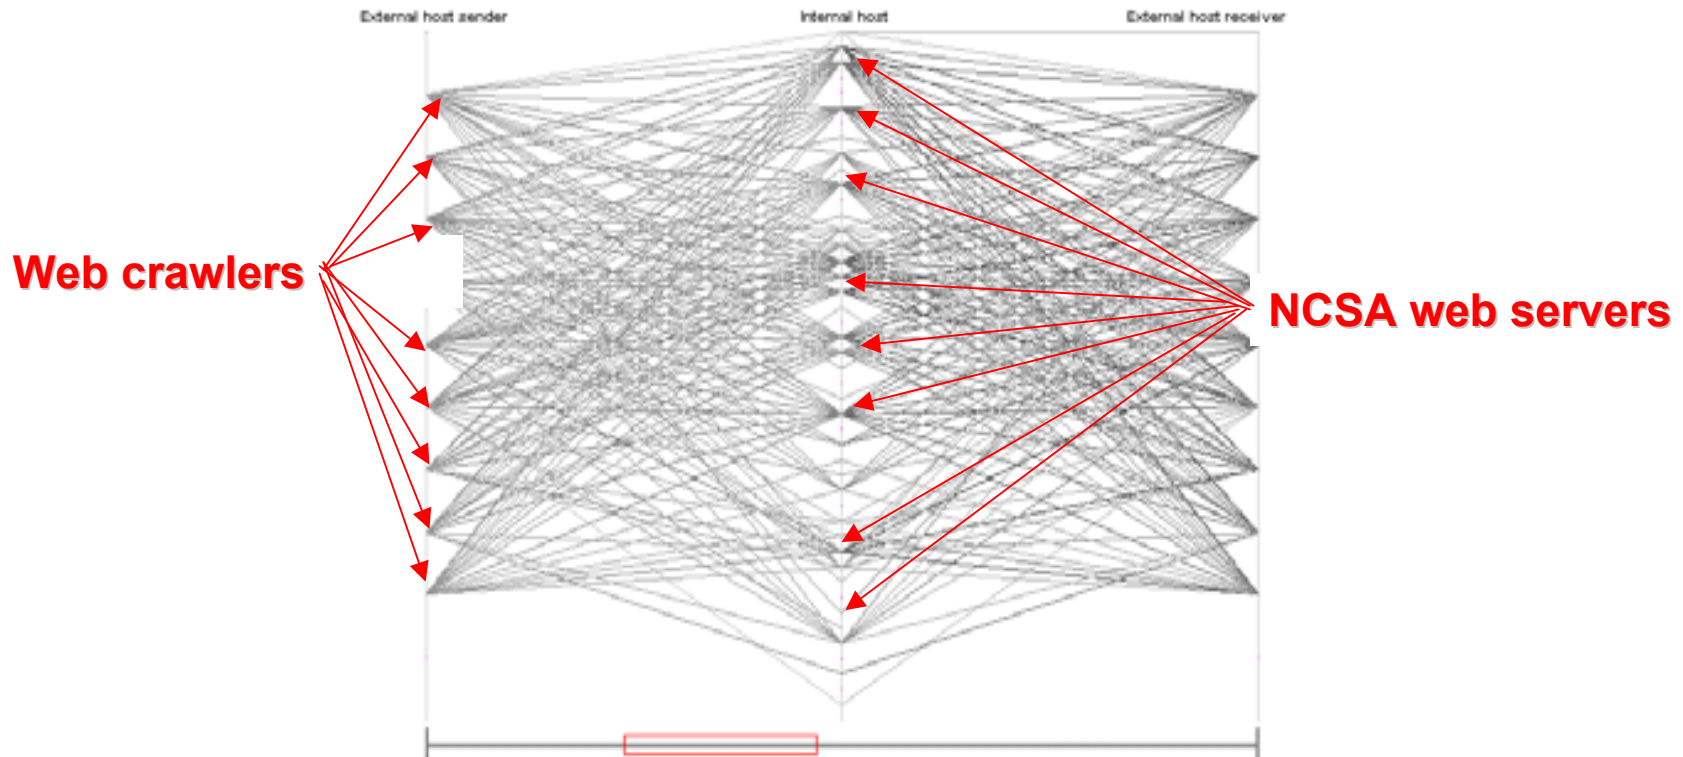 External host sender
Internal host
External host receiver
Web crawlers
NCSA web servers